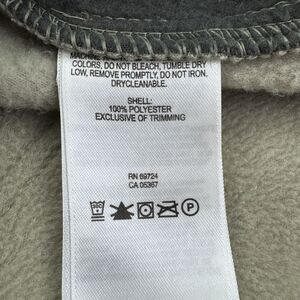 COLORS, DO NOT BLEACH, TUMBLE DRY
LOW, REMOVE PROMPTLY, DO NOT IRON,
DRYCLEANABLE.
SHELL:
100% POLYESTER
EXCLUSIVE OF TRIMMING
RN 69724
CA 05367
P